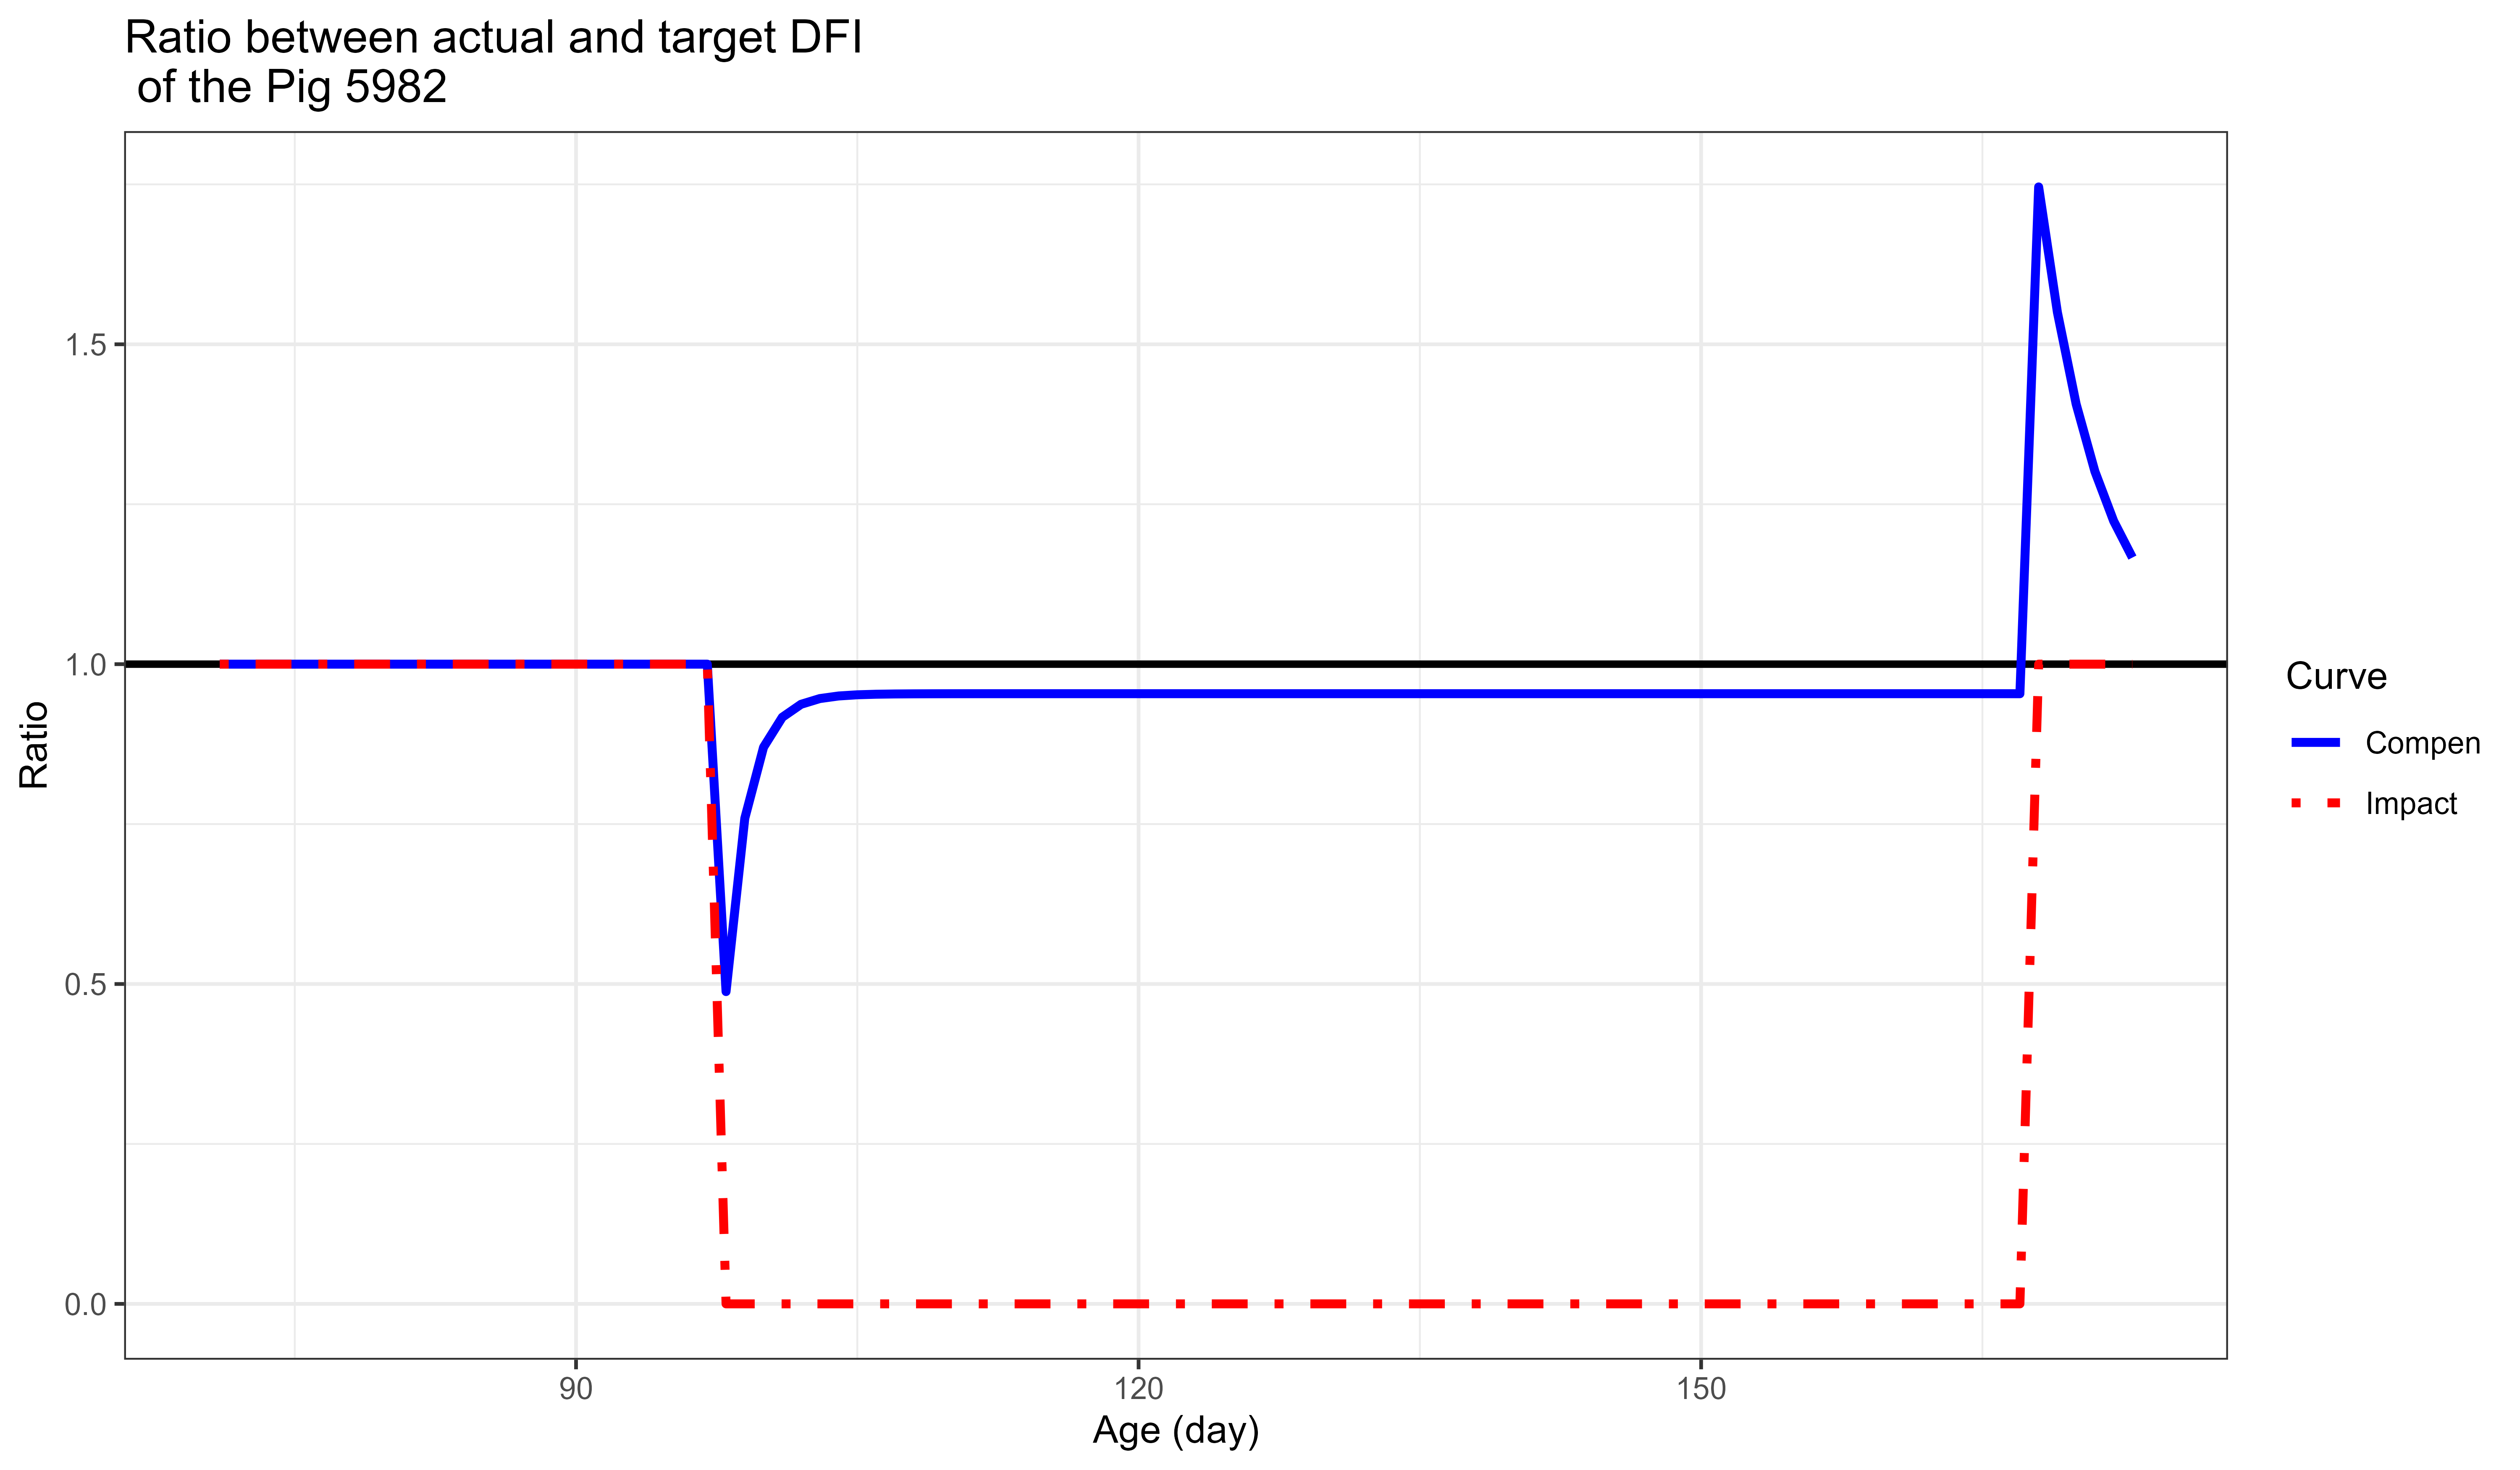 Ratio between actual and target DFI
of the Pig 5982
1.5
1.0
0.5
0.0
Ratio
90
120
150
Age (day)
Curve
Compen
Impact